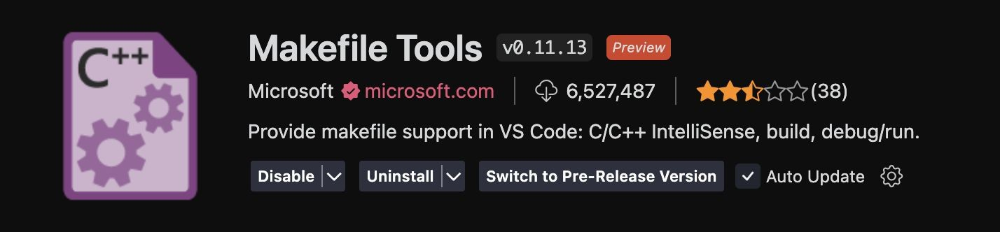 C++
Makefile Tools v0.11.13 Preview
Microsoft microsoft.com 6,527,487 (38)
Provide makefile support in VS Code: C/C++ IntelliSense, build, debug/run.
Disable Uninstall Switch to Pre-Release Version Auto Update